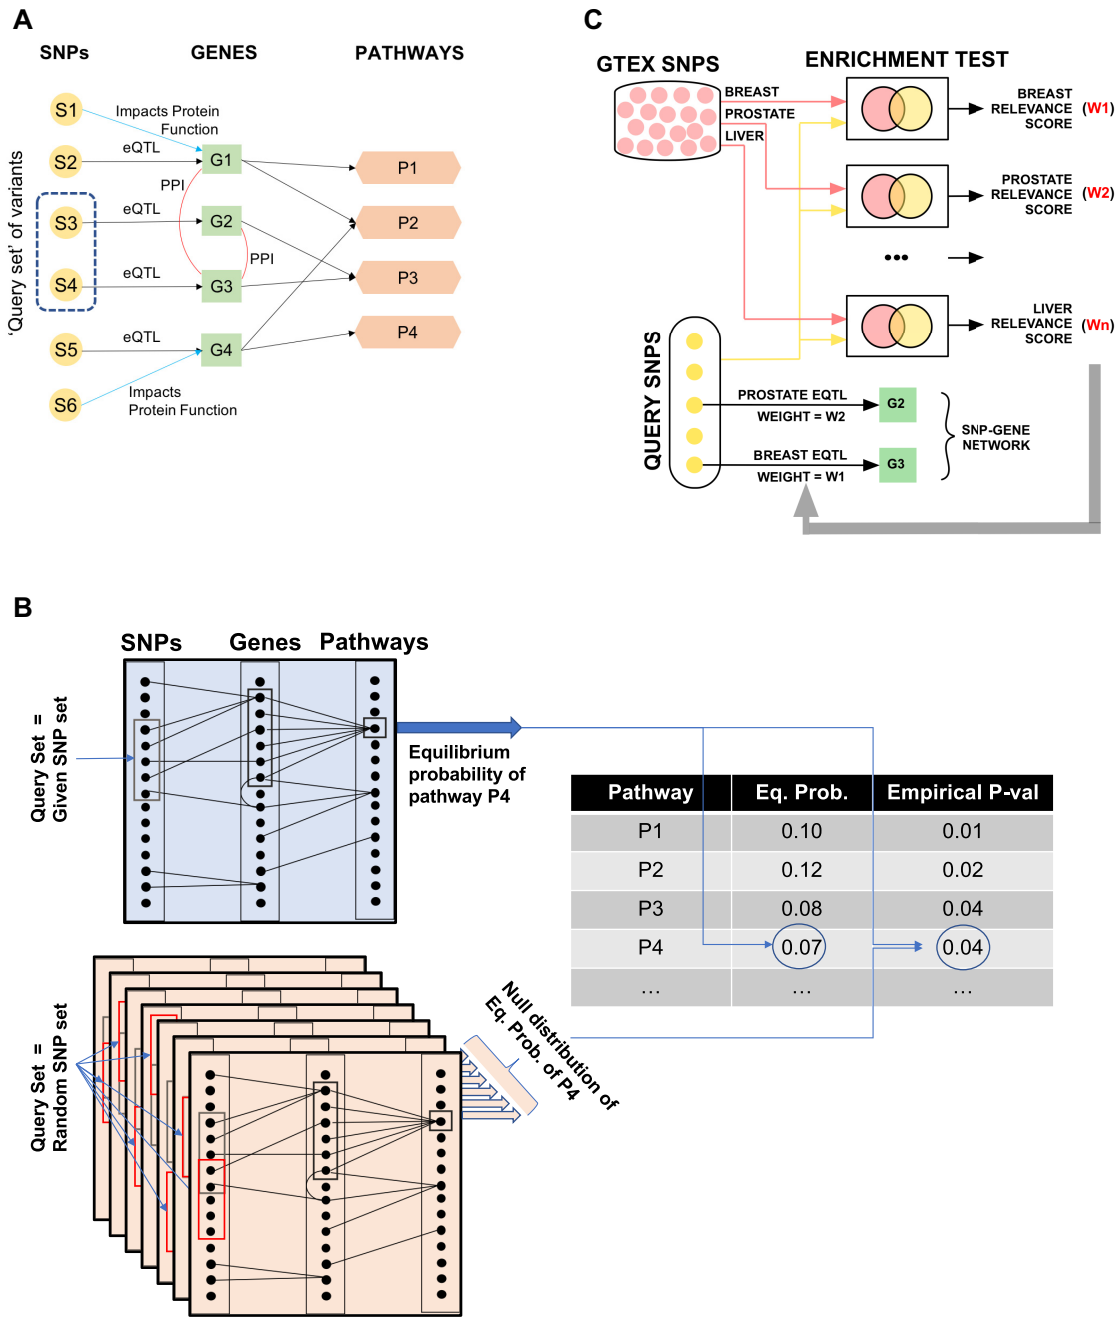 A
SNPs
GENES
PATHWAYS
'Query set' of variants
S1
S2
S3
S4
S5
S6
Impacts Protein
Function
eQTL
PPI
eQTL
PPI
eQTL
eQTL
Impacts
Protein Function
G1
G2
G3
G4
P1
P2
P3
P4
C
GTEX SNPS
ENRICHMENT TEST
BREAST
PROSTATE
LIVER
BREAST
RELEVANCE (W1)
SCORE
PROSTATE
RELEVANCE (W2)
SCORE
•••
LIVER
RELEVANCE (Wn)
SCORE
QUERY SNPS
PROSTATE EQTL
WEIGHT = W2
G2
BREAST EQTL
WEIGHT = W1
G3
SNP-GENE
NETWORK
B
SNPs
Genes
Pathways
Query Set =
Given SNP set
Equilibrium
probability of
pathway P4
Pathway Eq. Prob. Empirical P-val
P1 0.10 0.01
P2 0.12 0.02
P3 0.08 0.04
P4 0.07 0.04
... ... ...
Query Set =
Random SNP set
Null distribution of
Eq. Prob. of P4